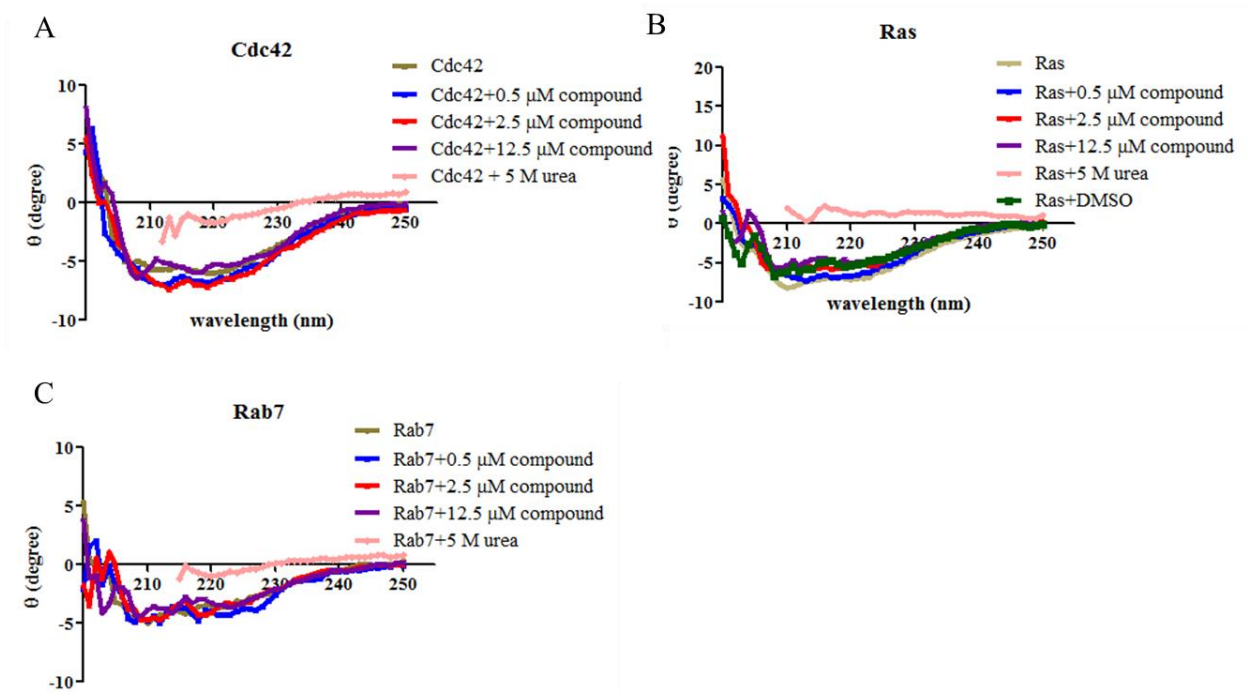 A
Cdc42
Cdc42
Cdc42+0.5 μM compound
Cdc42+2.5 μM compound
Cdc42+12.5 μM compound
Cdc42 + 5 M urea
10
5
0
-5
-10
210
220
230
240
250
θ (degree)
wavelength (nm)
B
Ras
Ras
Ras+0.5 μM compound
Ras+2.5 μM compound
Ras+12.5 μM compound
Ras+5 M urea
Ras+DMSO
20
15
10
5
0
-5
-10
210
220
230
240
250
θ (degree)
wavelength (nm)
C
Rab7
Rab7
Rab7+0.5 μM compound
Rab7+2.5 μM compound
Rab7+12.5 μM compound
Rab7+5 M urea
10
5
0
-5
-10
210
220
230
240
250
θ (degree)